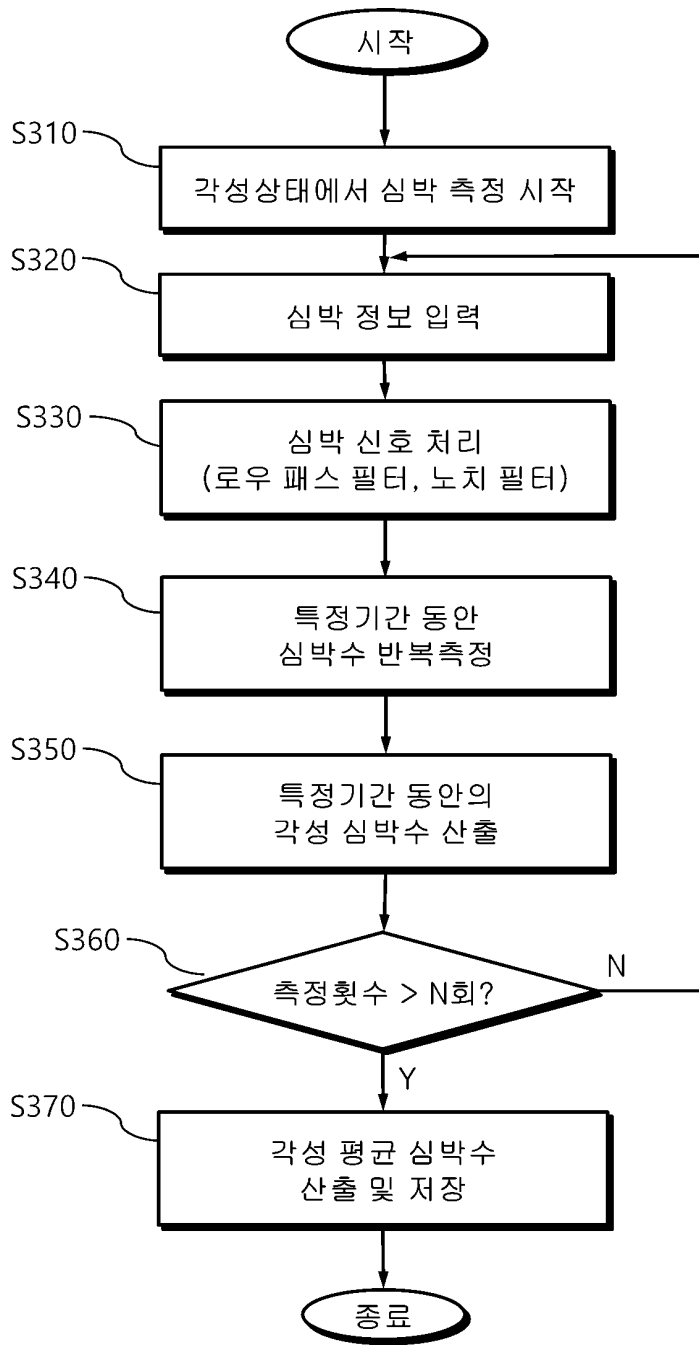 시작
S310
각성상태에서 심박 측정 시작
S320
심박 정보 입력
S330
심박 신호 처리
(로우 패스 필터, 노치 필터)
S340
특정기간 동안
심박수 반복측정
S350
특정기간 동안의
각성 심박수 산출
S360
측정횟수 > N회?
N
Y
S370
각성 평균 심박수
산출 및 저장
종료